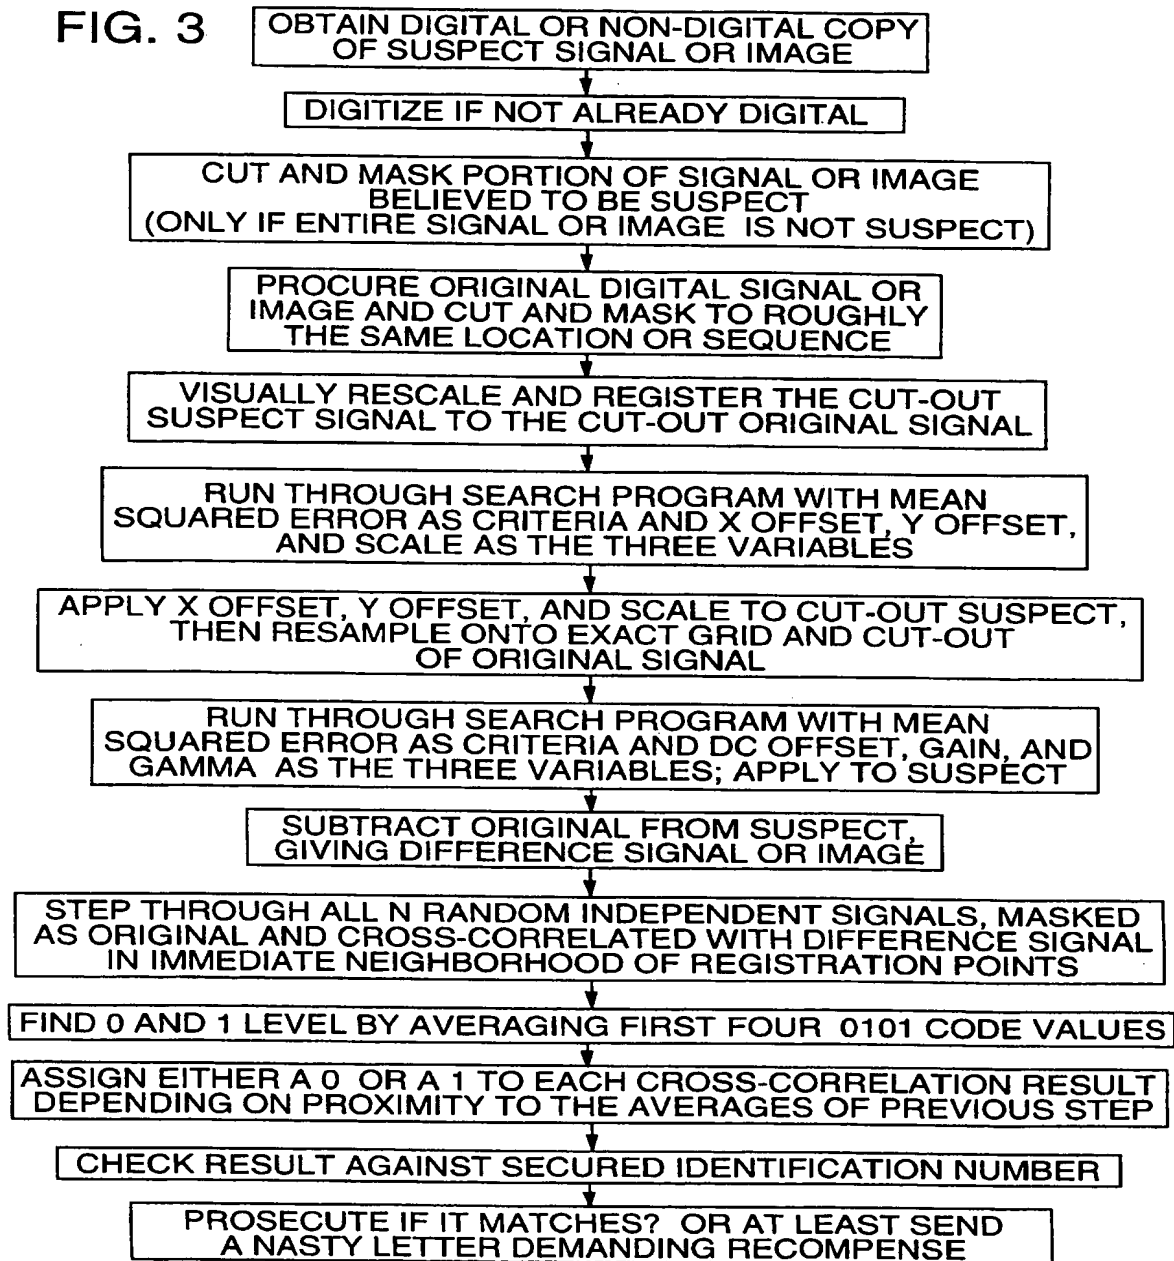 FIG. 3
OBTAIN DIGITAL OR NON-DIGITAL COPY
OF SUSPECT SIGNAL OR IMAGE
DIGITIZE IF NOT ALREADY DIGITAL
CUT AND MASK PORTION OF SIGNAL OR IMAGE
BELIEVED TO BE SUSPECT
(ONLY IF ENTIRE SIGNAL OR IMAGE IS NOT SUSPECT)
PROCURE ORIGINAL DIGITAL SIGNAL OR
IMAGE AND CUT AND MASK TO ROUGHLY
THE SAME LOCATION OR SEQUENCE
VISUALLY RESCALE AND REGISTER THE CUT-OUT
SUSPECT SIGNAL TO THE CUT-OUT ORIGINAL SIGNAL
RUN THROUGH SEARCH PROGRAM WITH MEAN
SQUARED ERROR AS CRITERIA AND X OFFSET, Y OFFSET,
AND SCALE AS THE THREE VARIABLES
APPLY X OFFSET, Y OFFSET, AND SCALE TO CUT-OUT SUSPECT,
THEN RESAMPLE ONTO EXACT GRID AND CUT-OUT
OF ORIGINAL SIGNAL
RUN THROUGH SEARCH PROGRAM WITH MEAN
SQUARED ERROR AS CRITERIA AND DC OFFSET, GAIN, AND
GAMMA AS THE THREE VARIABLES; APPLY TO SUSPECT
SUBTRACT ORIGINAL FROM SUSPECT,
GIVING DIFFERENCE SIGNAL OR IMAGE
STEP THROUGH ALL N RANDOM INDEPENDENT SIGNALS, MASKED
AS ORIGINAL AND CROSS-CORRELATED WITH DIFFERENCE SIGNAL
IN IMMEDIATE NEIGHBORHOOD OF REGISTRATION POINTS
FIND 0 AND 1 LEVEL BY AVERAGING FIRST FOUR 0101 CODE VALUES
ASSIGN EITHER A 0 OR A 1 TO EACH CROSS-CORRELATION RESULT
DEPENDING ON PROXIMITY TO THE AVERAGES OF PREVIOUS STEP
CHECK RESULT AGAINST SECURED IDENTIFICATION NUMBER
PROSECUTE IF IT MATCHES? OR AT LEAST SEND
A NASTY LETTER DEMANDING RECOMPENSE